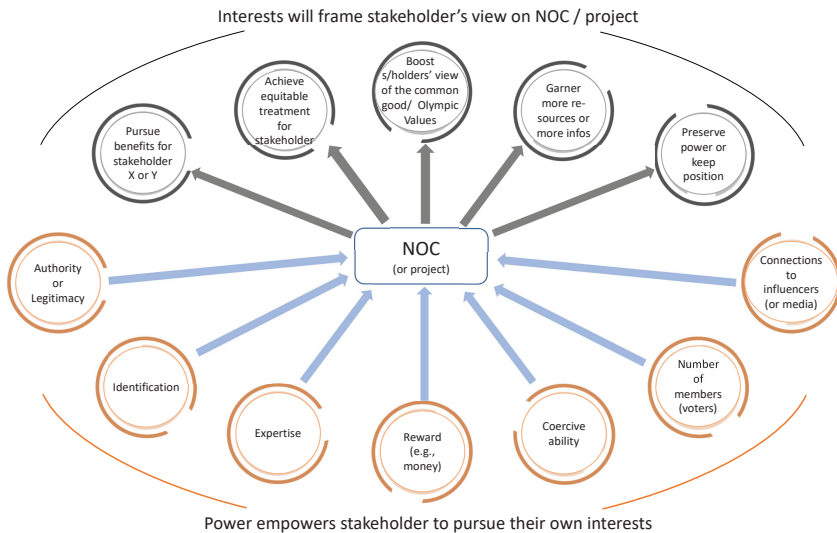 Interests will frame stakeholder's view on NOC / project
Boost
s/holders' view
of the common
good/ Olympic
Values
Achieve
equitable
treatment
for
stakeholder
Garner
more re-
sources or
more infos
Pursue
benefits for
stakeholder
X or Y
Preserve
power or
keep
position
NOC
(or project)
Authority
or
Legitimacy
Connections
to
influencers
(or media)
Identification
Number
of
members
(voters)
Expertise
Reward
(e.g.,
money)
Coercive
ability
Power empowers stakeholder to pursue their own interests